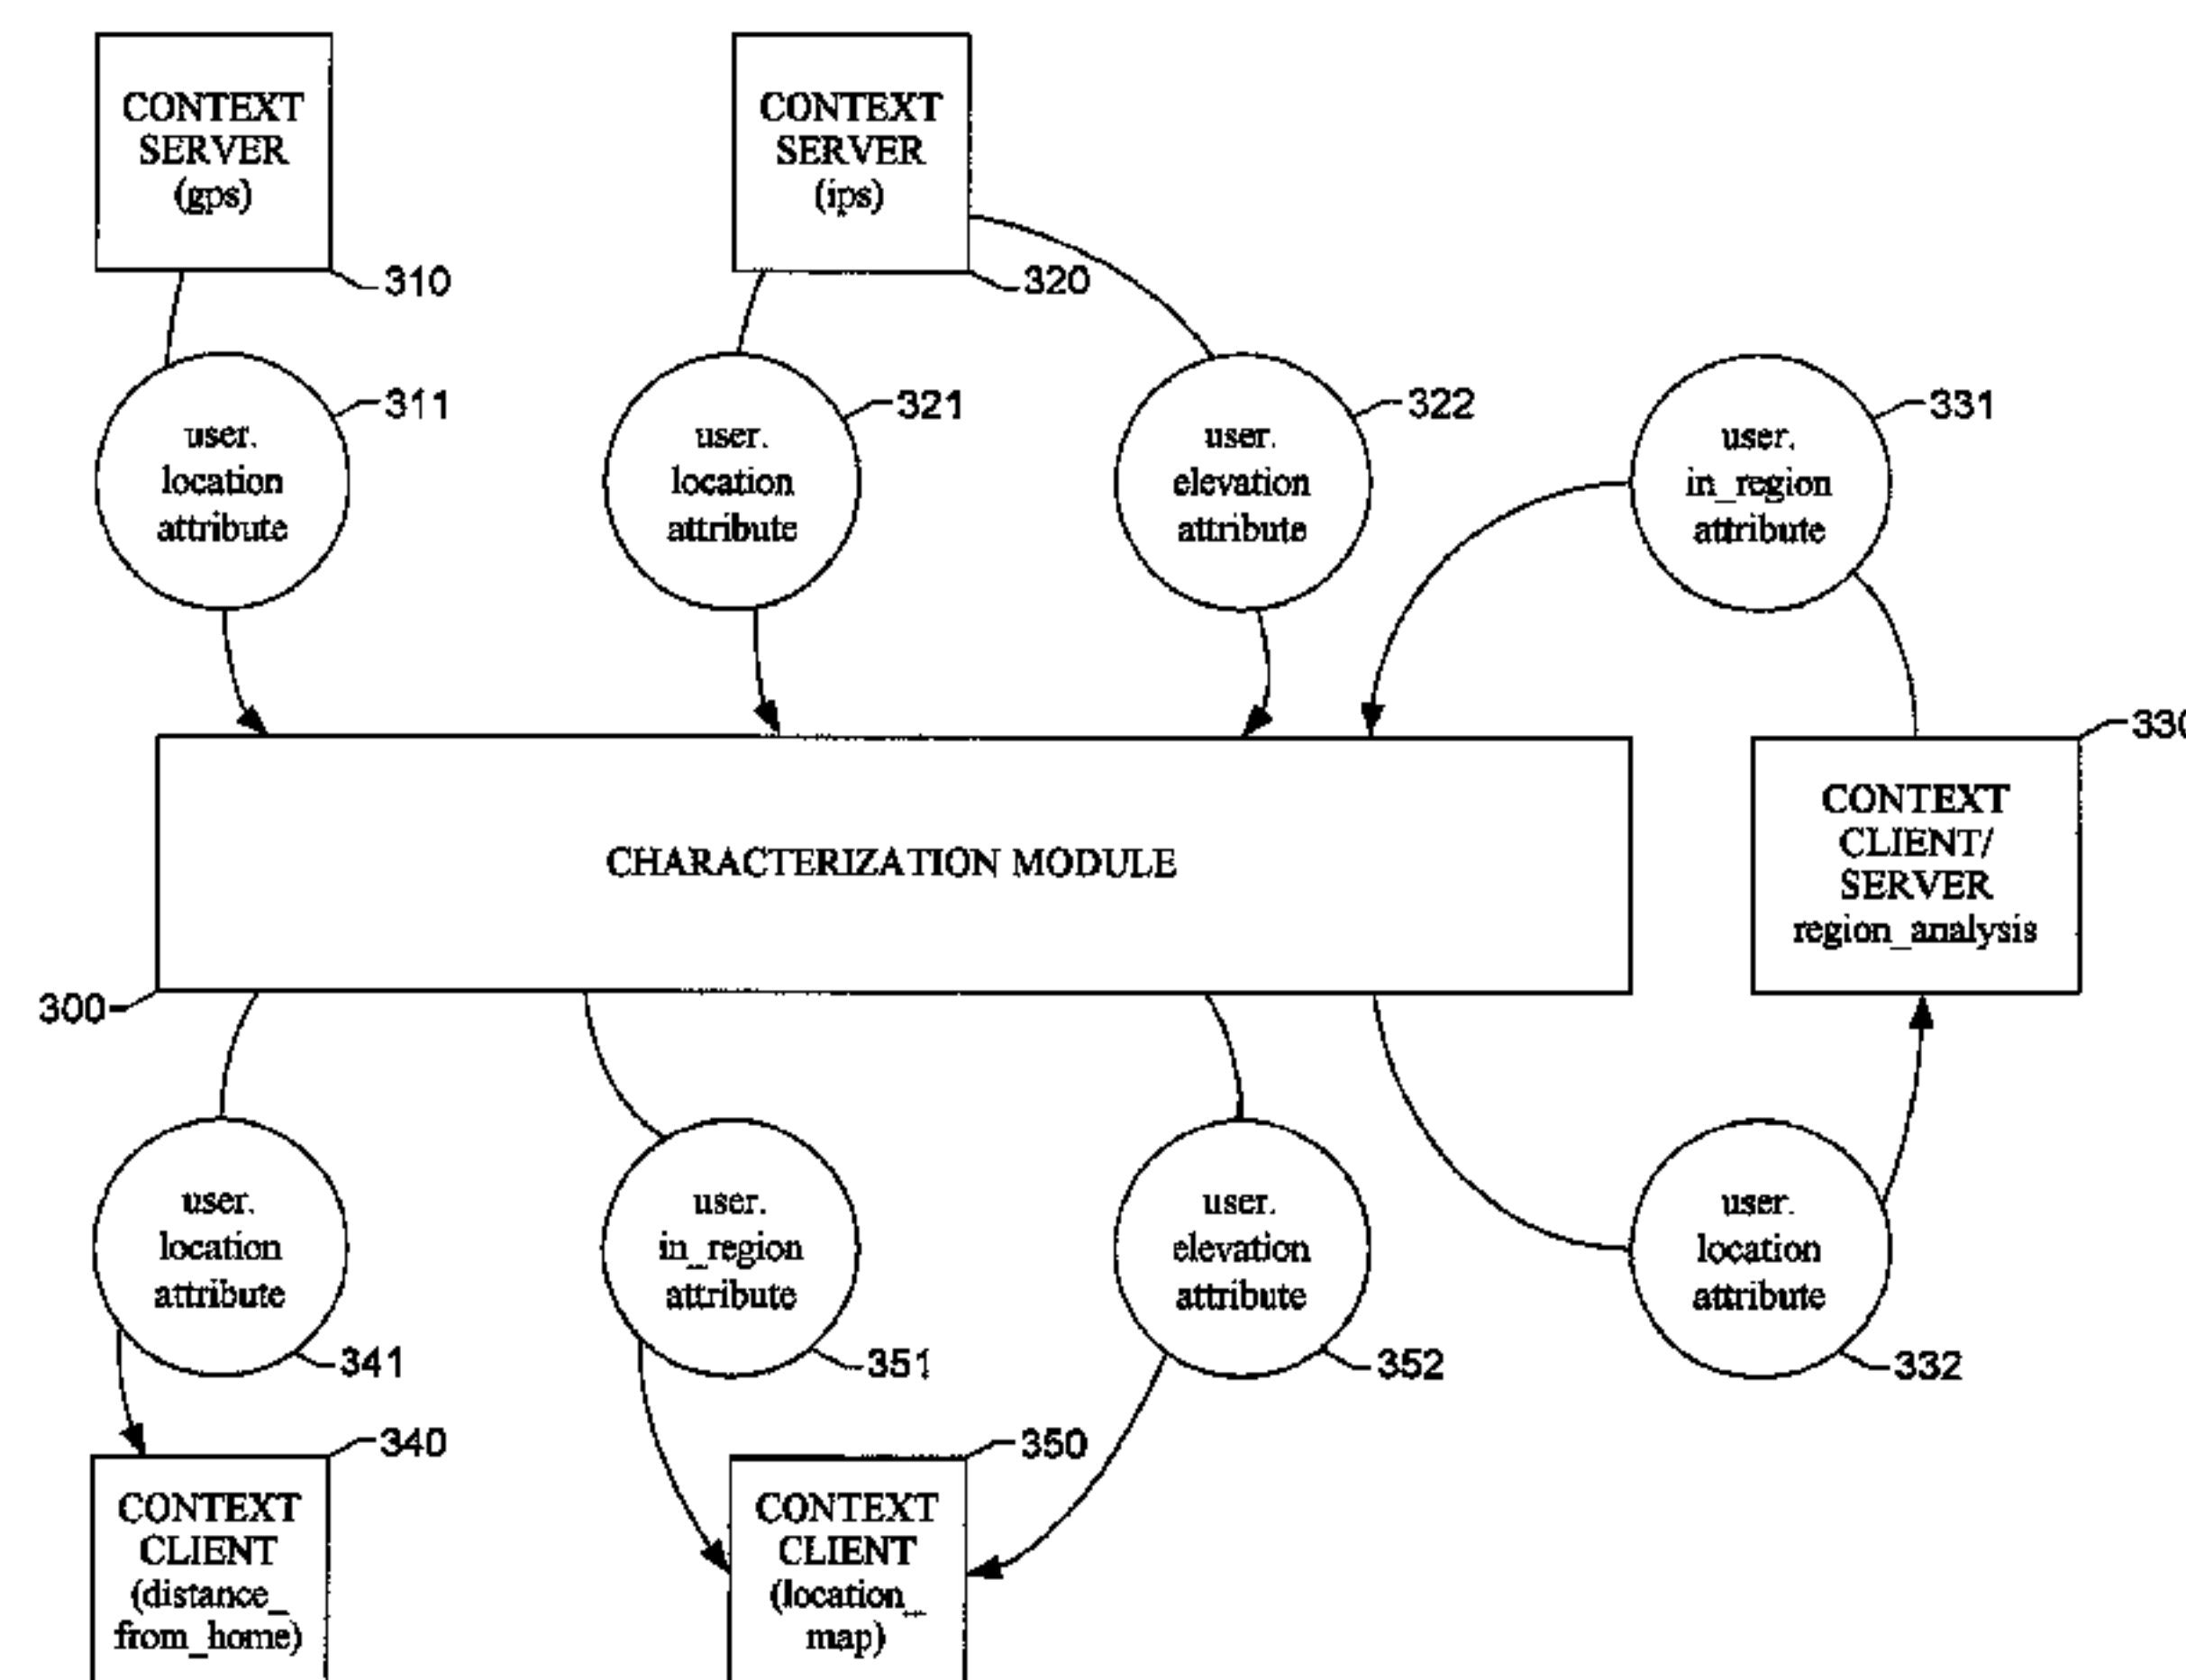 CONTEXT
SERVER
(gps)
310
CONTEXT
SERVER
(ips)
320
user.
location
attribute
311
user.
location
attribute
321
user.
elevation
attribute
322
user.
in_region
attribute
331
CHARACTERIZATION MODULE
300
CONTEXT
CLIENT/
SERVER
region_analysis
330
user.
location
attribute
341
user.
in_region
attribute
351
user.
elevation
attribute
352
user.
location
attribute
332
CONTEXT
CLIENT
(distance_
from_home)
340
CONTEXT
CLIENT
(location_
map)
350